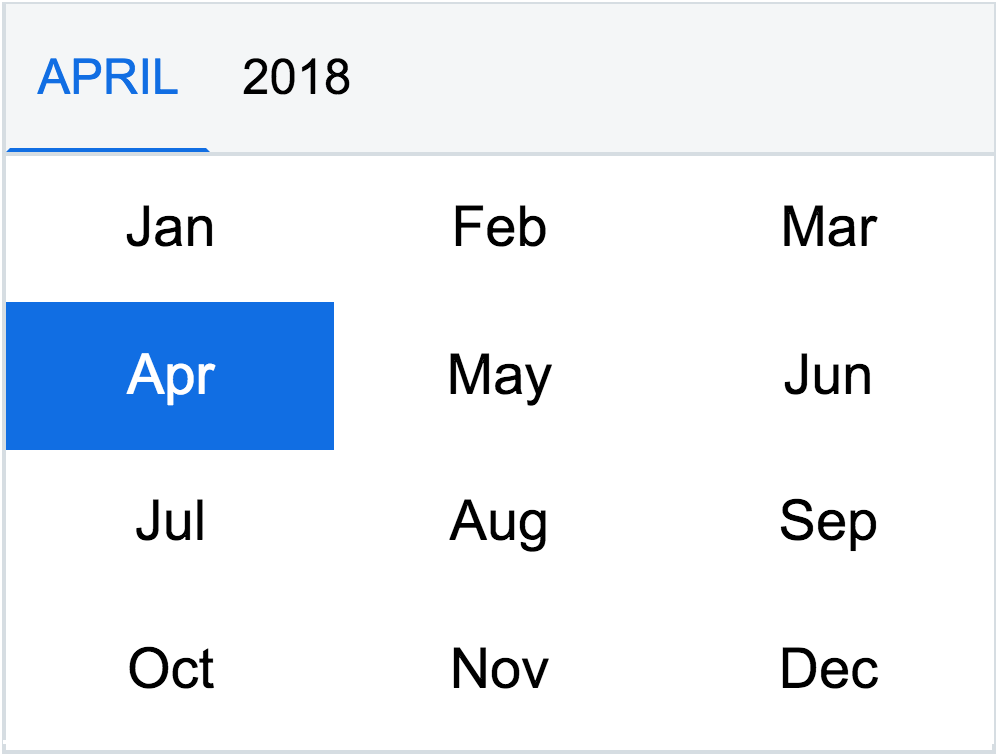 APRIL 2018
Jan Feb Mar
Apr May Jun
Jul Aug Sep
Oct Nov Dec